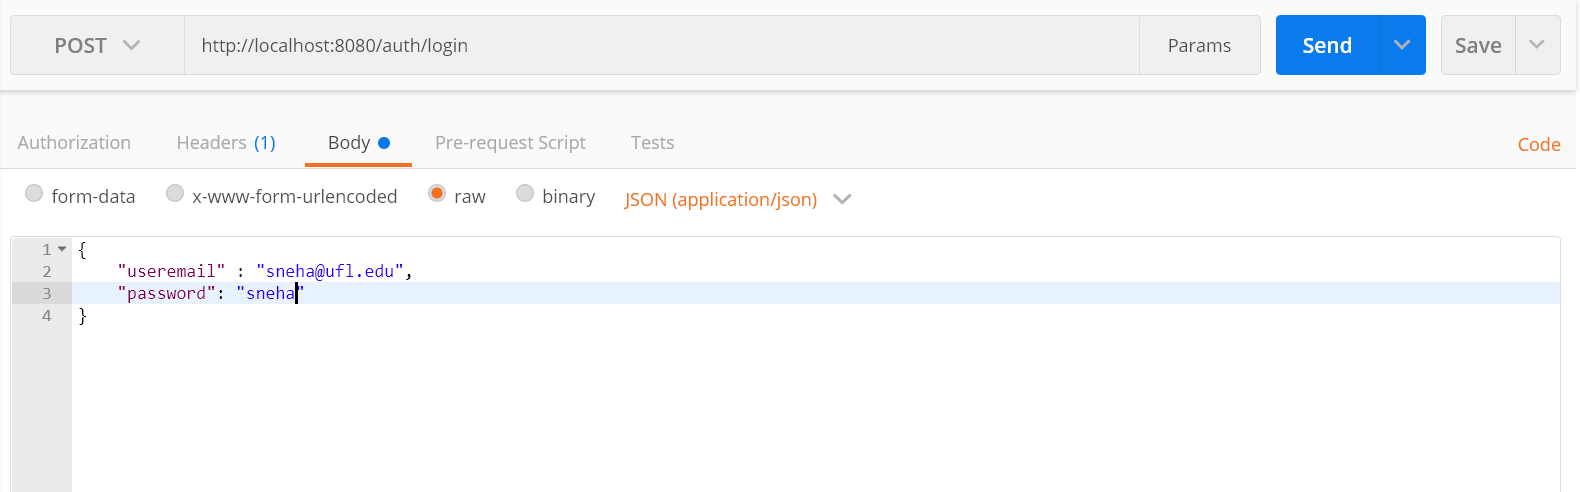 POST http://localhost:8080/auth/login Params Send Save
Authorization Headers (1) Body Pre-request Script Tests Code
form-data x-www-form-urlencoded raw binary JSON (application/json)
1 {
2 "useremail" : "sneha@ufl.edu",
3 "password": "sneha"
4 }